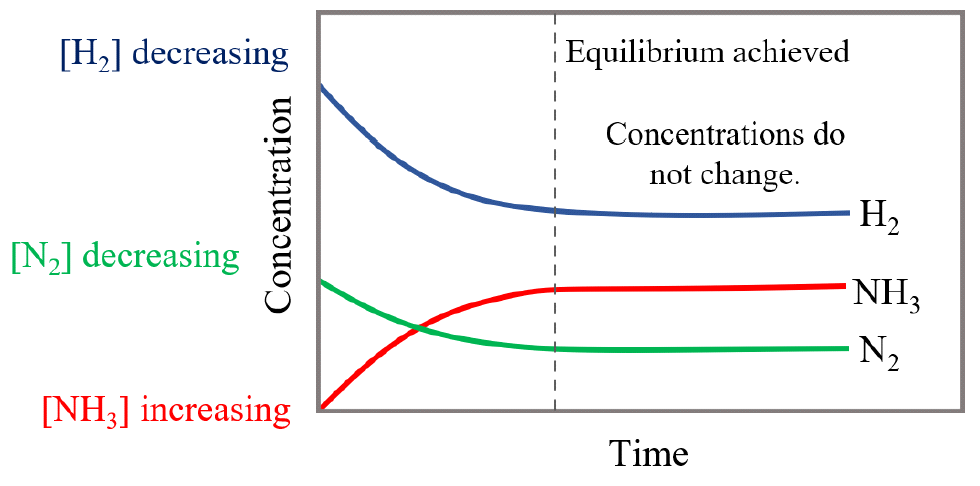 [H₂] decreasing
Equilibrium achieved
Concentrations do
not change.
Concentration
H₂
[N₂] decreasing
NH₃
N₂
[NH₃] increasing
Time